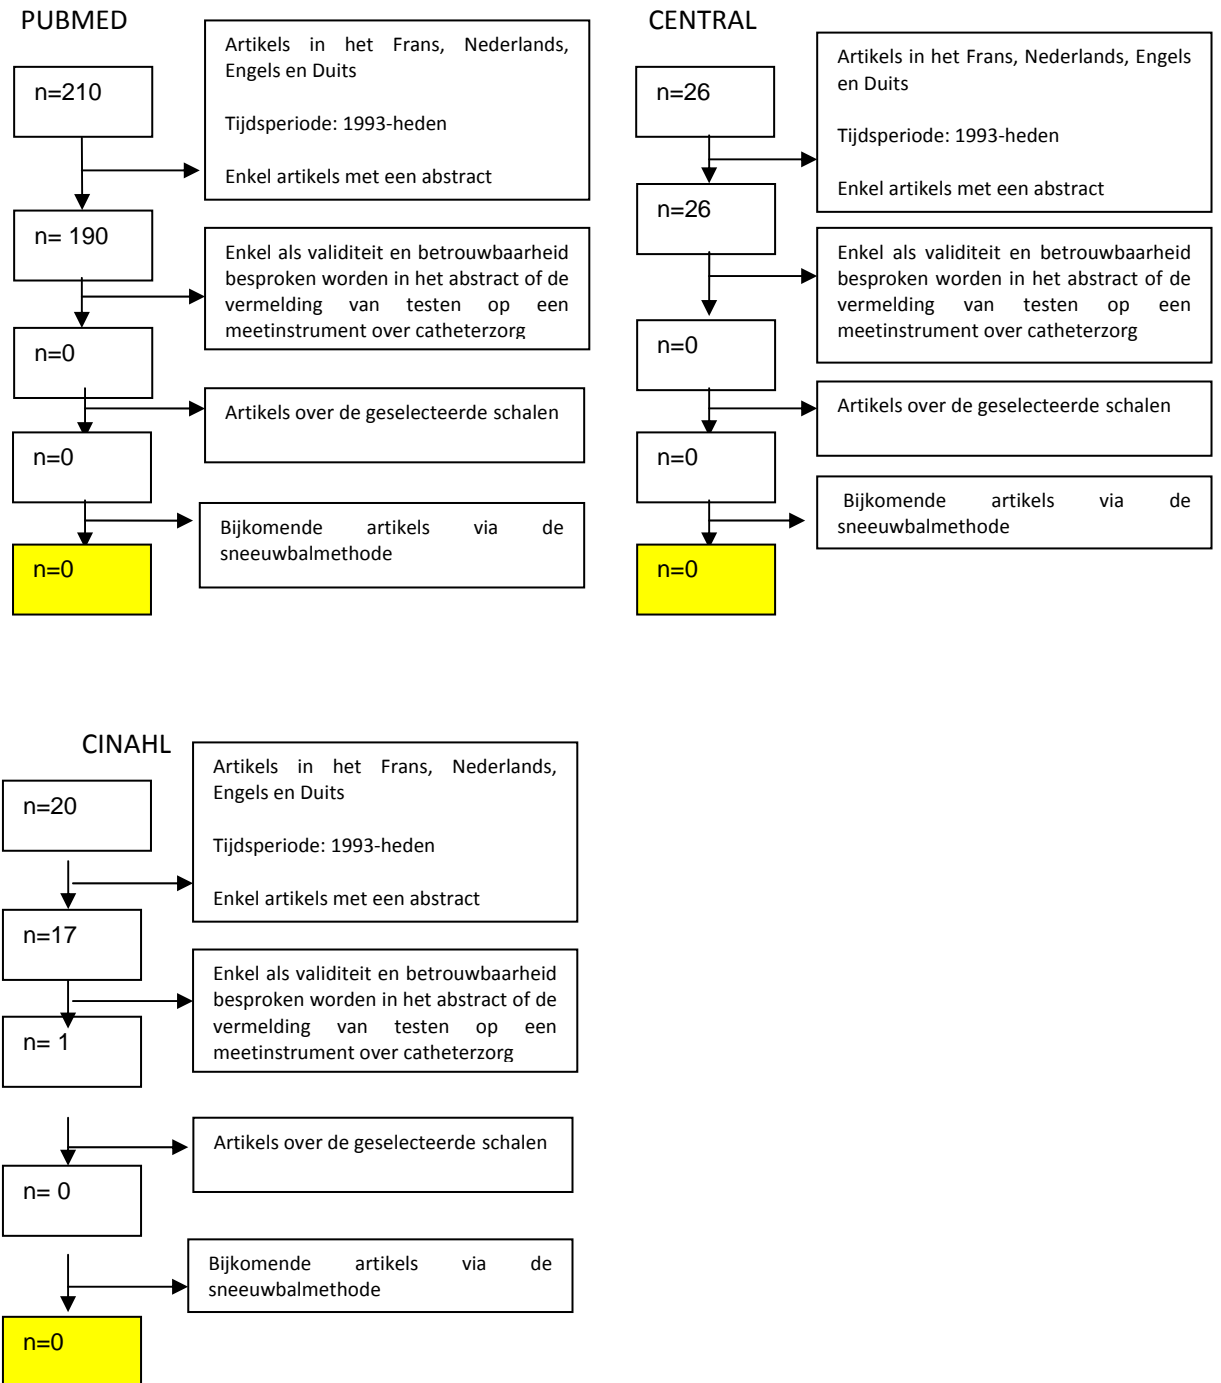 PUBMED
n=210
Artikels in het Frans, Nederlands,
Engels en Duits
Tijdsperiode: 1993-heden
Enkel artikels met een abstract
n= 190
Enkel als validiteit en betrouwbaarheid
besproken worden in het abstract of de
vermelding van testen op een
meetinstrument over catheterzorg
n=0
Artikels over de geselecteerde schalen
n=0
Bijkomende artikels via de
sneeuwbalmethode
n=0
CENTRAL
n=26
Artikels in het Frans, Nederlands, Engels
en Duits
Tijdsperiode: 1993-heden
Enkel artikels met een abstract
n=26
Enkel als validiteit en betrouwbaarheid
besproken worden in het abstract of de
vermelding van testen op een
meetinstrument over catheterzorg
n=0
Artikels over de geselecteerde schalen
n=0
Bijkomende artikels via de
sneeuwbalmethode
n=0
CINAHL
n=20
Artikels in het Frans, Nederlands,
Engels en Duits
Tijdsperiode: 1993-heden
Enkel artikels met een abstract
n=17
Enkel als validiteit en betrouwbaarheid
besproken worden in het abstract of de
vermelding van testen op een
meetinstrument over catheterzorg
n= 1
Artikels over de geselecteerde schalen
n= 0
Bijkomende artikels via de
sneeuwbalmethode
n=0